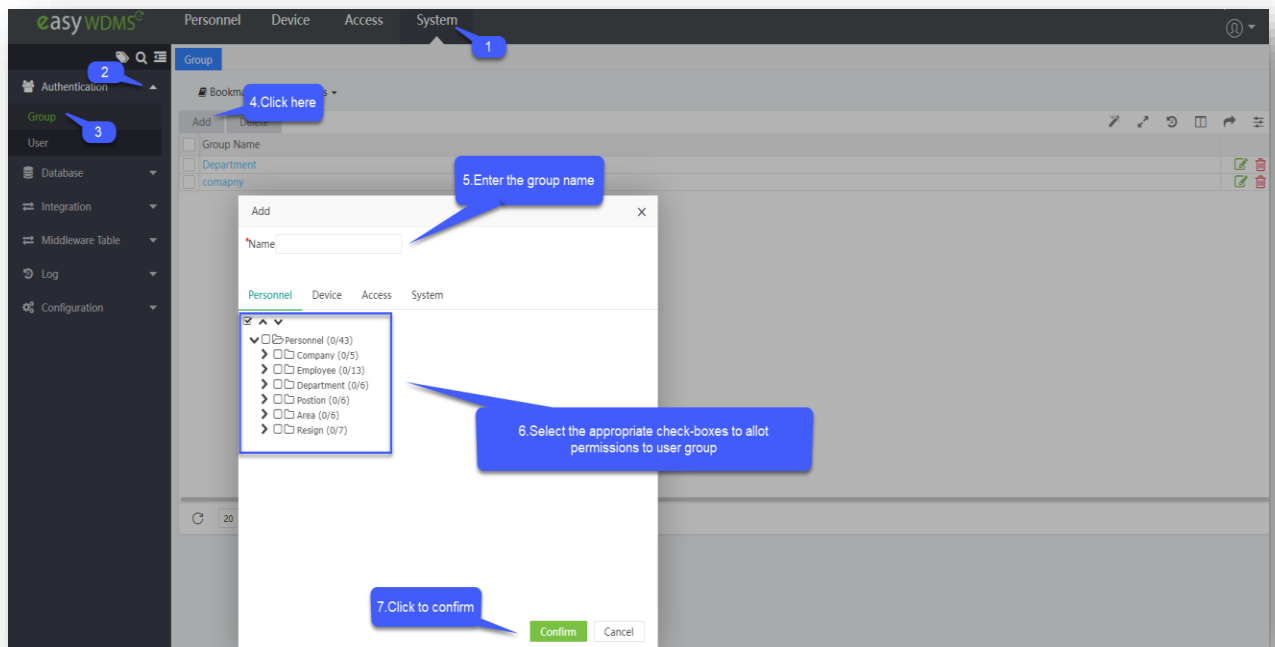 easy WDMS
Personnel Device Access System
1
Group
2
Authentication
Group
3
User
Database
Integration
Middleware Table
Log
Configuration
4.Click here
Add
Group Name
Department
comapny
5.Enter the group name
Add
*Name
Personnel Device Access System
Personnel (0/43)
Company (0/5)
Employee (0/13)
Department (0/6)
Postion (0/6)
Area (0/6)
Resign (0/7)
6.Select the appropriate check-boxes to allot
permissions to user group
20
7.Click to confirm
Confirm Cancel